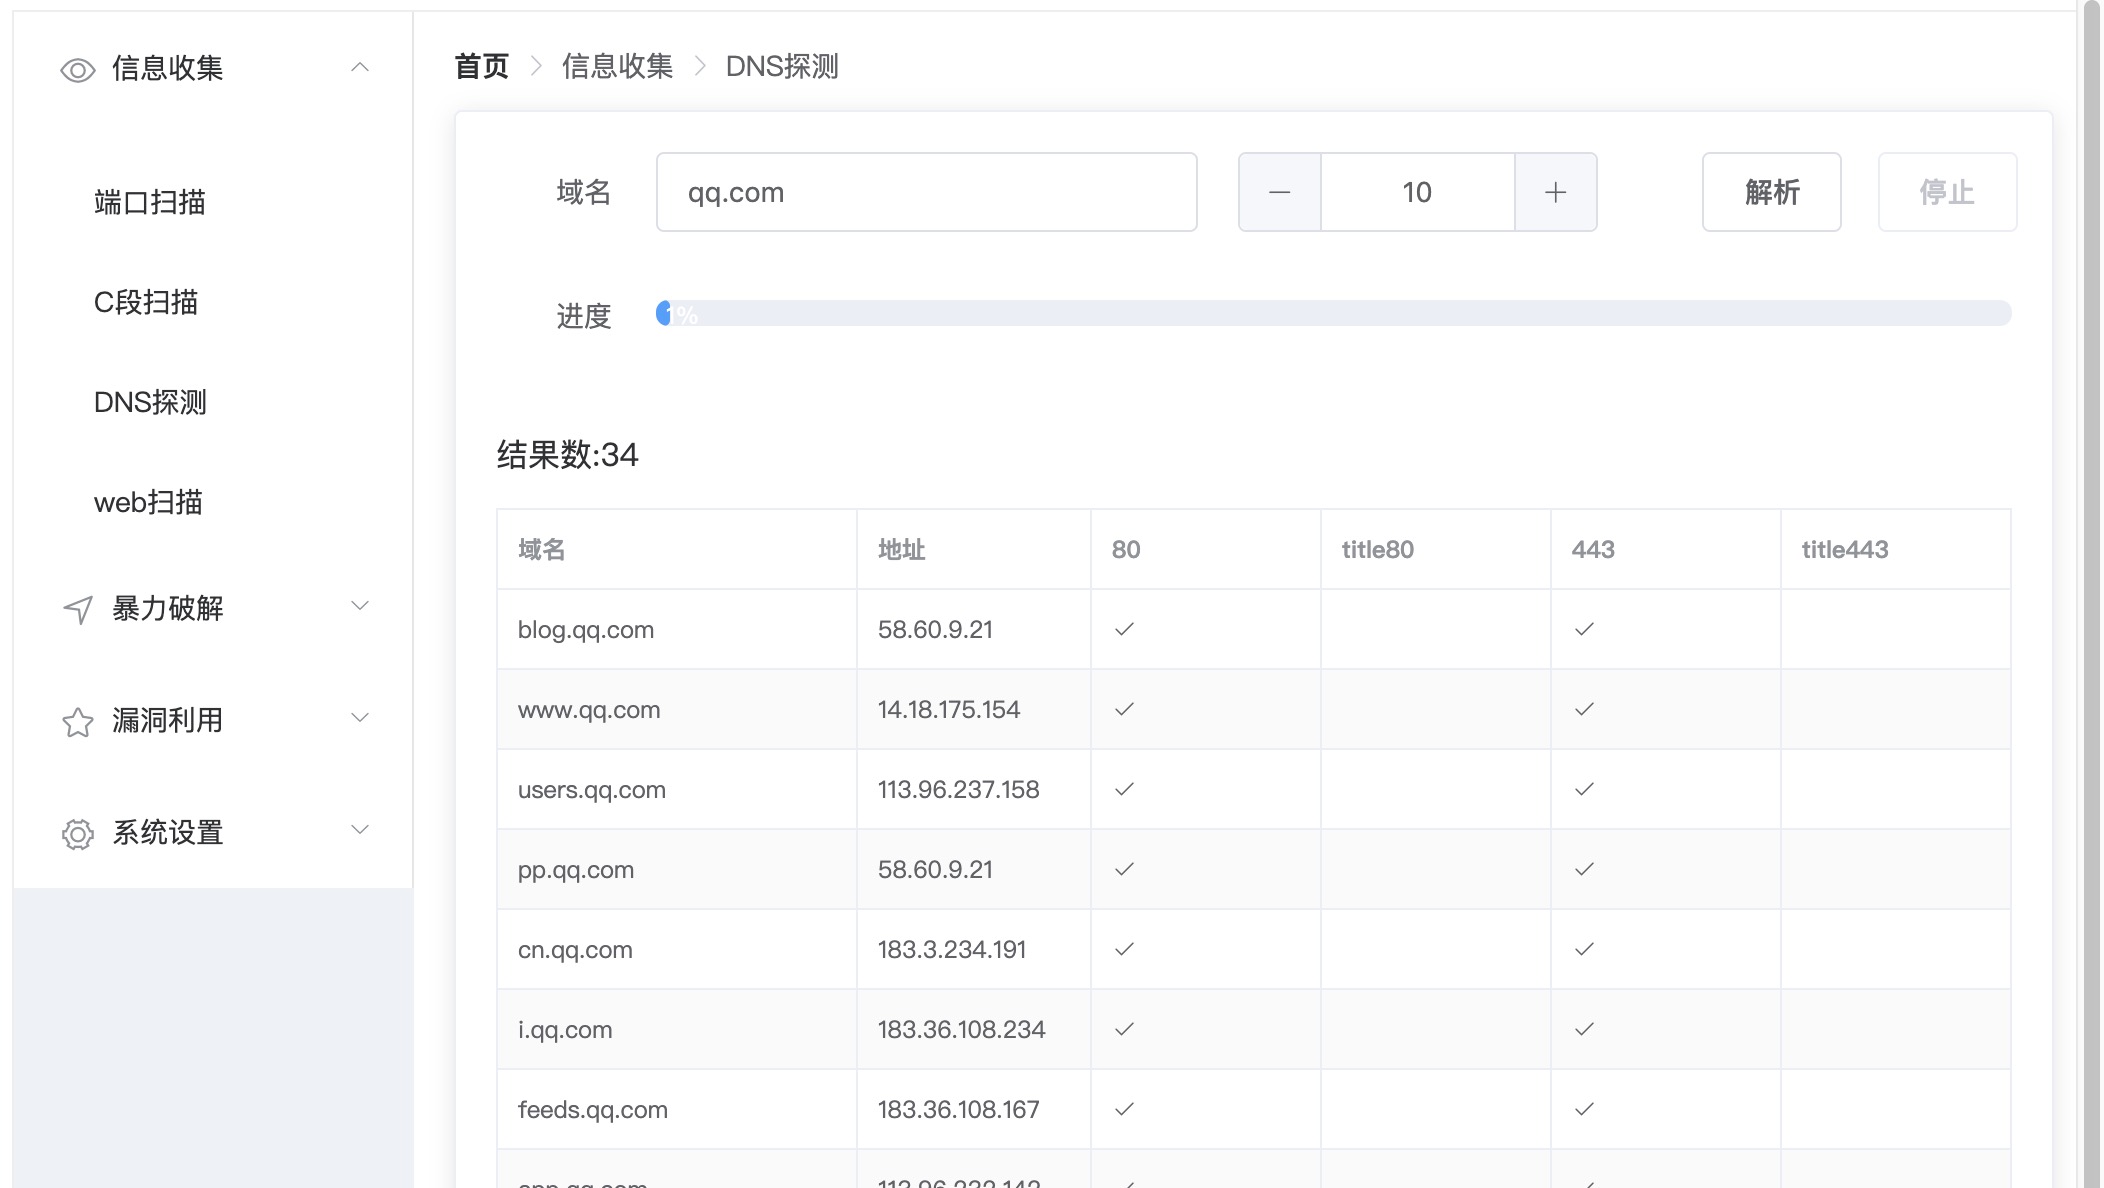 信息收集
端口扫描
C段扫描
DNS探测
web扫描
暴力破解
漏洞利用
系统设置
首页 信息收集 DNS探测
域名 qq.com 10 解析 停止
进度 1%
结果数:34
域名 地址 80 title80 443 title443
blog.qq.com 58.60.9.21
www.qq.com 14.18.175.154
users.qq.com 113.96.237.158
pp.qq.com 58.60.9.21
cn.qq.com 183.3.234.191
i.qq.com 183.36.108.234
feeds.qq.com 183.36.108.167